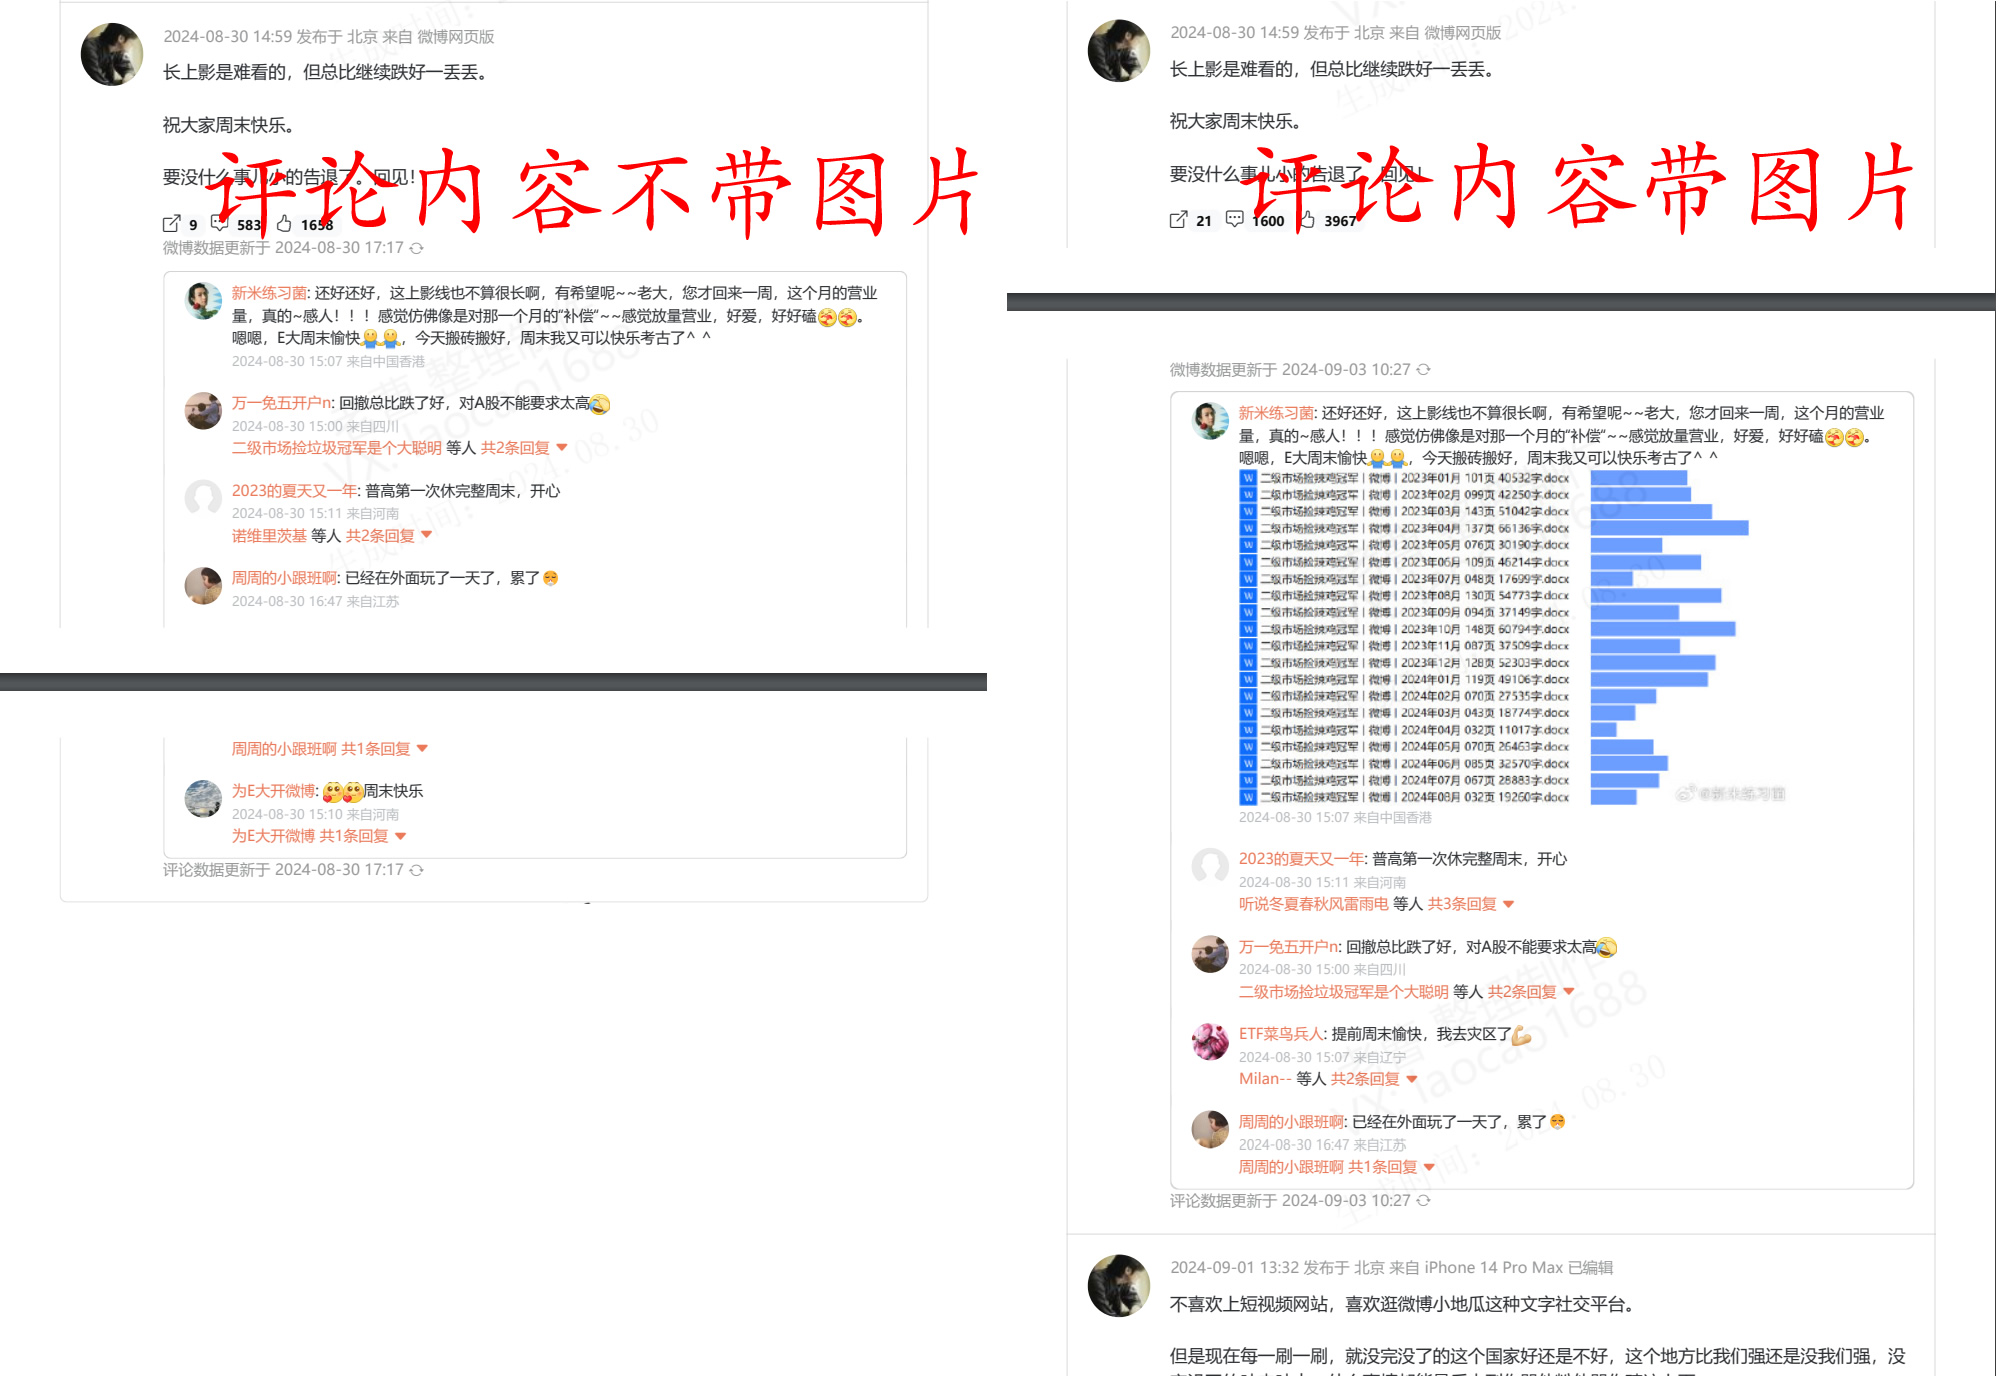 2024-08-30 14:59 发布于 北京 来自 微博网页版
长上影是难看的，但总比继续跌好一丢丢。
祝大家周末快乐。
要没什么事儿小的告退了。回见！
评论内容不带图片
9 583 1658
微博数据更新于 2024-08-30 17:17
新米练习菌: 还好还好，这上影线也不算很长啊，有希望呢~~老大，您才回来一周，这个月的营业
量，真的~感人！！！感觉仿佛像是对那一个月的“补偿“~~感觉放量营业，好爱，好好磕。
嗯嗯，E大周末愉快，今天搬砖搬好，周末我又可以快乐考古了^ ^
2024-08-30 15:07 来自中国香港
万一免五开户n: 回撤总比跌了好，对A股不能要求太高
2024-08-30 15:00 来自四川
二级市场捡垃圾冠军是个大聪明 等人 共2条回复
2023的夏天又一年: 普高第一次休完整周末，开心
2024-08-30 15:11 来自河南
诺维里茨基 等人 共2条回复
周周的小跟班啊: 已经在外面玩了一天了，累了
2024-08-30 16:47 来自江苏
周周的小跟班啊 共1条回复
为E大开微博: 周末快乐
2024-08-30 15:10 来自河南
为E大开微博 共1条回复
评论数据更新于 2024-08-30 17:17
2024-08-30 14:59 发布于 北京 来自 微博网页版
长上影是难看的，但总比继续跌好一丢丢。
祝大家周末快乐。
要没什么事儿小的告退了。回见！
评论内容带图片
21 1600 3967
微博数据更新于 2024-09-03 10:27
新米练习菌: 还好还好，这上影线也不算很长啊，有希望呢~~老大，您才回来一周，这个月的营业
量，真的~感人！！！感觉仿佛像是对那一个月的“补偿“~~感觉放量营业，好爱，好好磕。
嗯嗯，E大周末愉快，今天搬砖搬好，周末我又可以快乐考古了^ ^
二级市场捡辣鸡冠军 | 微博 | 2023年01月 101页 40532字.docx
二级市场捡辣鸡冠军 | 微博 | 2023年02月 099页 42250字.docx
二级市场捡辣鸡冠军 | 微博 | 2023年03月 143页 51042字.docx
二级市场捡辣鸡冠军 | 微博 | 2023年04月 137页 66136字.docx
二级市场捡辣鸡冠军 | 微博 | 2023年05月 076页 30190字.docx
二级市场捡辣鸡冠军 | 微博 | 2023年06月 109页 46214字.docx
二级市场捡辣鸡冠军 | 微博 | 2023年07月 048页 17699字.docx
二级市场捡辣鸡冠军 | 微博 | 2023年08月 130页 54773字.docx
二级市场捡辣鸡冠军 | 微博 | 2023年09月 094页 37149字.docx
二级市场捡辣鸡冠军 | 微博 | 2023年10月 148页 60794字.docx
二级市场捡辣鸡冠军 | 微博 | 2023年11月 087页 37509字.docx
二级市场捡辣鸡冠军 | 微博 | 2023年12月 128页 52303字.docx
二级市场捡辣鸡冠军 | 微博 | 2024年01月 119页 49106字.docx
二级市场捡辣鸡冠军 | 微博 | 2024年02月 070页 27535字.docx
二级市场捡辣鸡冠军 | 微博 | 2024年03月 043页 18774字.docx
二级市场捡辣鸡冠军 | 微博 | 2024年04月 032页 11017字.docx
二级市场捡辣鸡冠军 | 微博 | 2024年05月 070页 26463字.docx
二级市场捡辣鸡冠军 | 微博 | 2024年06月 085页 32570字.docx
二级市场捡辣鸡冠军 | 微博 | 2024年07月 067页 28883字.docx
二级市场捡辣鸡冠军 | 微博 | 2024年08月 032页 19260字.docx
@新米练习菌
2024-08-30 15:07 来自中国香港
2023的夏天又一年: 普高第一次休完整周末，开心
2024-08-30 15:11 来自河南
听说冬夏春秋风雷雨电 等人 共3条回复
万一免五开户n: 回撤总比跌了好，对A股不能要求太高
2024-08-30 15:00 来自四川
二级市场捡垃圾冠军是个大聪明 等人 共2条回复
ETF菜鸟兵人: 提前周末愉快，我去灾区了
2024-08-30 15:07 来自辽宁
Milan-- 等人 共2条回复
周周的小跟班啊: 已经在外面玩了一天了，累了
2024-08-30 16:47 来自江苏
周周的小跟班啊 共1条回复
评论数据更新于 2024-09-03 10:27
2024-09-01 13:32 发布于 北京 来自 iPhone 14 Pro Max 已编辑
不喜欢上短视频网站，喜欢逛微博小地瓜这种文字社交平台。
但是现在每一刷一刷，就没完没了的这个国家好还是不好，这个地方比我们强还是没我们强，没